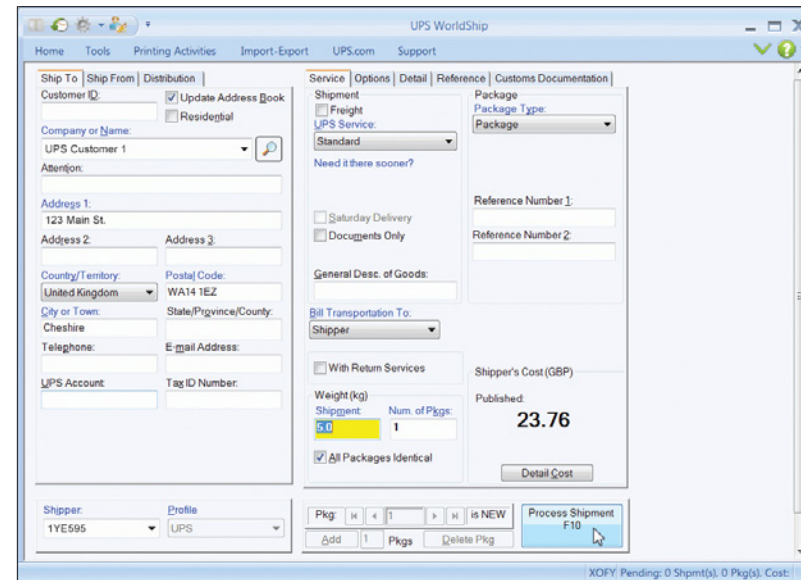 UPS WorldShip
Home Tools Printing Activities Import-Export UPS.com Support
Ship To Ship From Distribution
Customer ID:
Update Address Book
Residential
Company or Name:
UPS Customer 1
Attention:
Address 1:
123 Main St.
Address 2: Address 3:
Country/Territory: Postal Code:
United Kingdom WA14 1EZ
City or Town: State/Province/County:
Cheshire
Telephone: E-mail Address:
UPS Account: Tax ID Number:
Shipper: Profile
1YE595 UPS
Service Options Detail Reference Customs Documentation
Shipment
Freight
UPS Service:
Standard
Need it there sooner?
Saturday Delivery
Documents Only
General Desc. of Goods:
Bill Transportation To:
Shipper
With Return Services
Weight (kg)
Shipment: Num. of Pkgs:
5.0 1
All Packages Identical
Package
Package Type:
Package
Reference Number 1:
Reference Number 2:
Shipper's Cost (GBP)
Published:
23.76
Detail Cost
Pkg: 1 is NEW
Add 1 Pkgs Delete Pkg
Process Shipment
F10
XOFY Pending: 0 Shpmt(s), 0 Pkg(s). Cost: